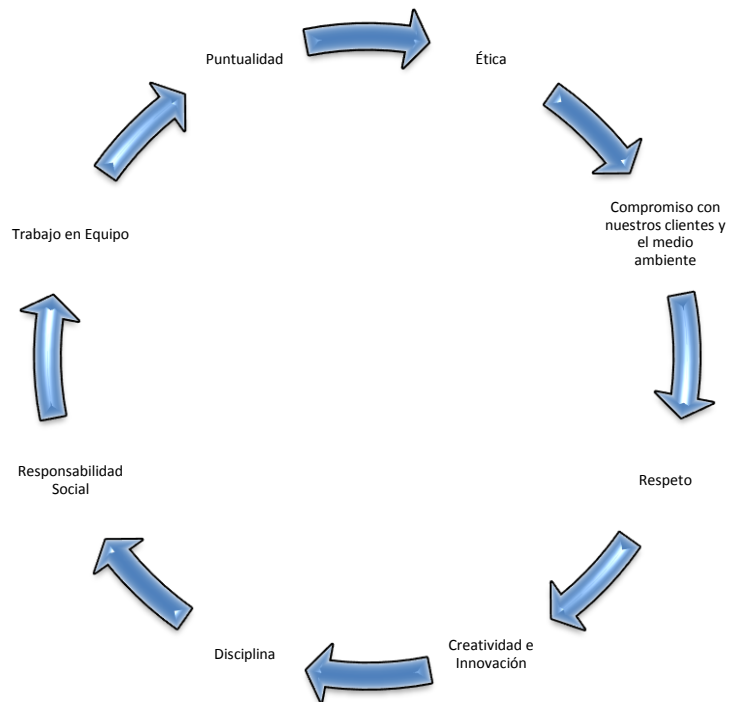 Puntualidad
Ética
Compromiso con
nuestros clientes y
el medio
ambiente
Respeto
Creatividad e
Innovación
Disciplina
Responsabilidad
Social
Trabajo en Equipo